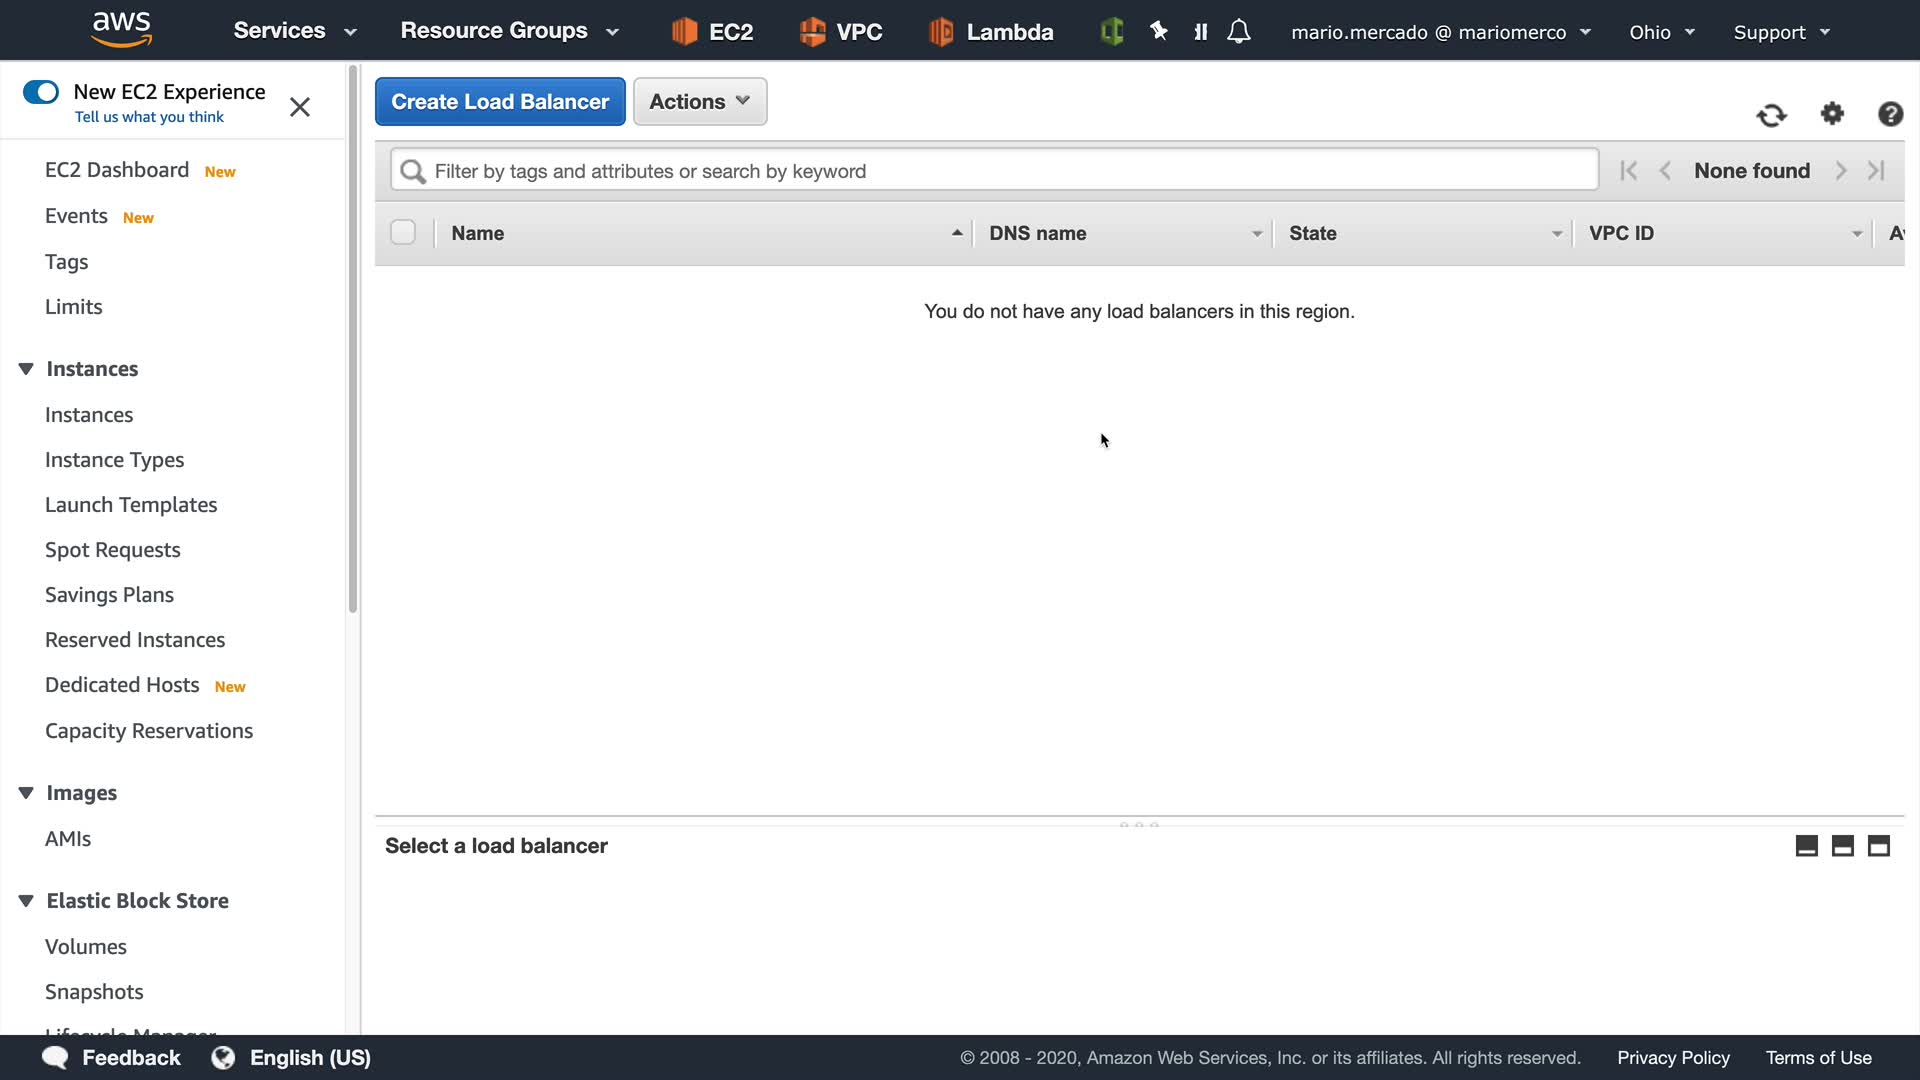 aws Services Resource Groups EC2 VPC Lambda mario.mercado @ mariomerco Ohio Support
New EC2 Experience
Tell us what you think
Create Load Balancer Actions
Filter by tags and attributes or search by keyword None found
Name DNS name State VPC ID
You do not have any load balancers in this region.
EC2 Dashboard New
Events New
Tags
Limits
Instances
Instances
Instance Types
Launch Templates
Spot Requests
Savings Plans
Reserved Instances
Dedicated Hosts New
Capacity Reservations
Images
AMIs
Elastic Block Store
Volumes
Snapshots
Lifecycle Manager
Select a load balancer
Feedback English (US) © 2008 - 2020, Amazon Web Services, Inc. or its affiliates. All rights reserved. Privacy Policy Terms of Use